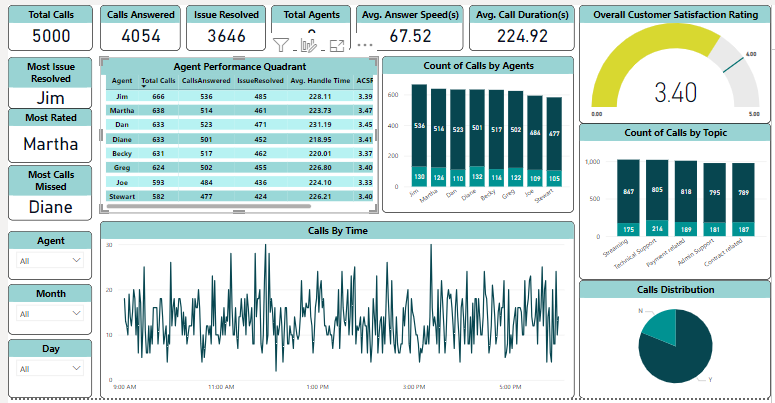 Total Calls
5000
Calls Answered
4054
Issue Resolved
3646
Total Agents
Avg. Answer Speed(s)
67.52
Avg. Call Duration(s)
224.92
Overall Customer Satisfaction Rating
4.00
3.40
0.00
5.00
Most Issue
Resolved
Jim
Most Rated
Martha
Most Calls
Missed
Diane
Agent
All
Month
All
Day
All
Agent Performance Quadrant
Agent Total Calls CallsAnswered IssueResolved Avg. Handle Time ACSR
Jim 666 536 485 228.11 3.39
Martha 638 514 461 223.73 3.47
Dan 633 523 471 231.19 3.45
Diane 633 501 452 218.95 3.41
Becky 631 517 462 220.01 3.37
Greg 624 502 455 226.80 3.40
Joe 593 484 436 224.10 3.33
Stewart 582 477 424 226.21 3.40
Count of Calls by Agents
600
400
200
0
536 514 523 501 517 502 484 477
130 124 110 132 114 122 109 105
Jim Martha Dan Diane Becky Greg Joe Stewart
Count of Calls by Topic
1,000
500
0
867 805 818 795 789
175 214 189 181 187
Streaming Technical Support Payment related Admin Support Contract related
Calls By Time
30
20
10
0
9:00 AM 11:00 AM 1:00 PM 3:00 PM 5:00 PM
Calls Distribution
N
Y